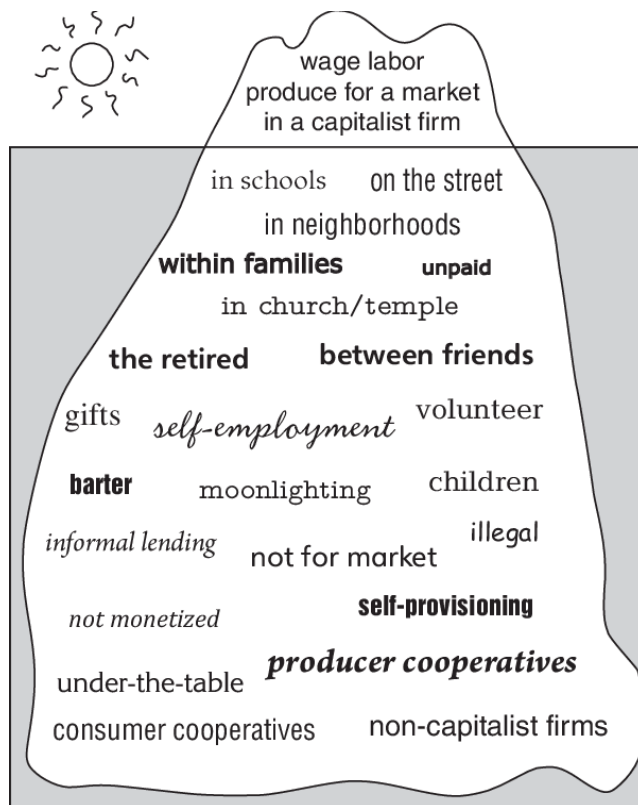 wage labor
produce for a market
in a capitalist firm
in schools on the street
in neighborhoods
within families unpaid
in church/temple
the retired between friends
gifts self-employment volunteer
barter moonlighting children
informal lending not for market illegal
not monetized self-provisioning
under-the-table producer cooperatives
consumer cooperatives non-capitalist firms